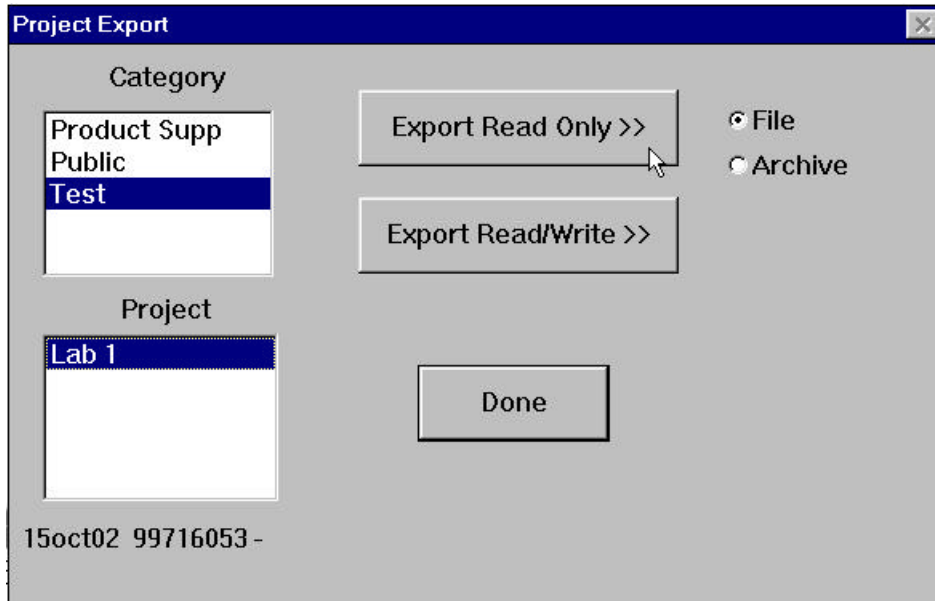 Project Export
Category
Product Supp
Public
Test
Export Read Only >>
Export Read/Write >>
File
Archive
Project
Lab 1
Done
15oct02 99716053 -